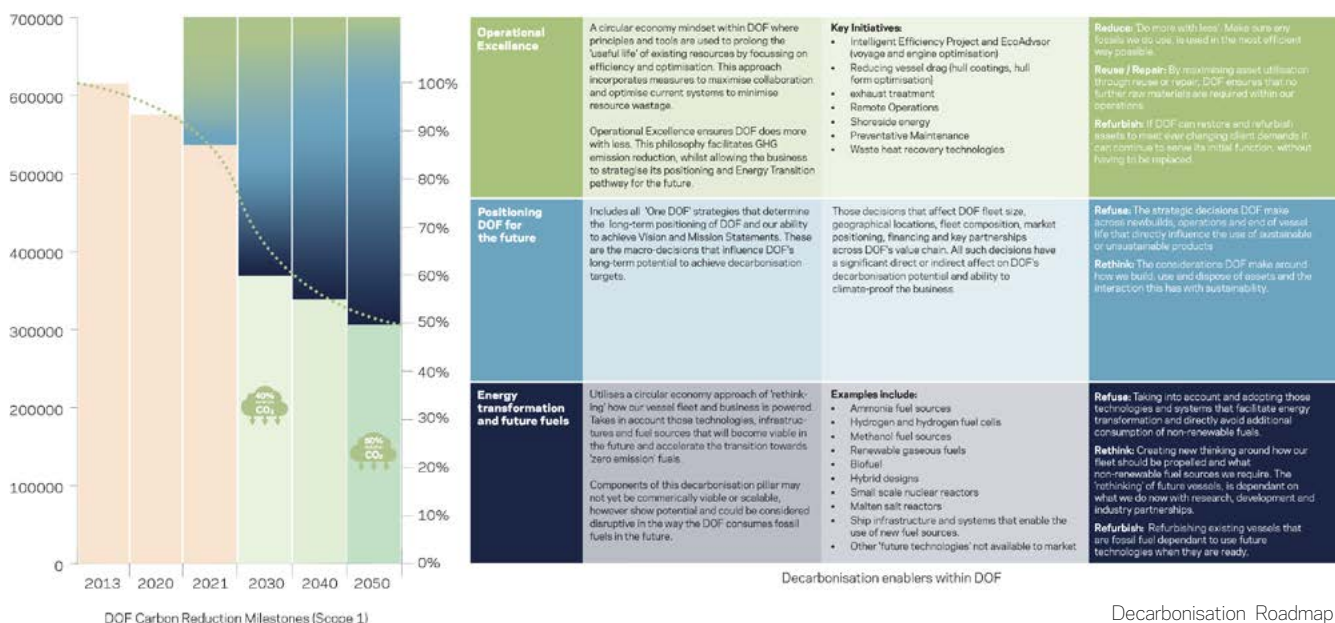 700000
600000
500000
400000
300000
200000
100000
0
100%
90%
80%
70%
60%
50%
40%
30%
20%
10%
0%
40%
CO₂
50%
CO₂
2013
2020
2021
2030
2040
2050
DOF Carbon Reduction Milestones (Scope 1)
Operational
Excellence
A circular economy mindset within DOF where
principles and tools are used to prolong the
'useful life' of existing resources by focussing on
efficiency and optimisation. This approach
incorporates measures to maximise collaboration
and optimise current systems to minimise
resource wastage.
Operational Excellence ensures DOF does more
with less. This philosophy facilitates GHG
emission reduction, whilst allowing the business
to strategise its positioning and Energy Transition
pathway for the future.
Key Initiatives:
• Intelligent Efficiency Project and EcoAdvsor
(voyage and engine optimisation)
• Reducing vessel drag (hull coatings, hull
form optimisation)
• exhaust treatment
• Remote Operations
• Shoreside energy
• Preventative Maintenance
• Waste heat recovery technologies
Reduce: 'Do more with less'. Make sure any
fossils we do use, is used in the most efficient
way possible.
Reuse / Repair: By maximising asset utilisation
through reuse or repair, DOF ensures that no
further raw materials are required within our
operations
Refurbish: If DOF can restore and refurbish
assets to meet ever changing client demands it
can continue to serve its initial function, without
having to be replaced.
Positioning
DOF for
the future
Includes all 'One DOF' strategies that determine
the long-term positioning of DOF and our ability
to achieve Vision and Mission Statements. These
are the macro-decisions that influence DOF's
long-term potential to achieve decarbonisation
targets.
Those decisions that affect DOF fleet size,
geographical locations, fleet composition, market
positioning, financing and key partnerships
across DOF's value chain. All such decisions have
a significant direct or indirect affect on DOF's
decarbonisation potential and ability to
climate-proof the business.
Refuse: The strategic decisions DOF make
across newbuilds, operations and end of vessel
life that directly influence the use of sustainable
or unsustainable products
Rethink: The considerations DOF make around
how we build, use and dispose of assets and the
interaction this has with sustainability.
Energy
transformation
and future fuels
Utilises a circular economy approach of 'rethink-
ing' how our vessel fleet and business is powered.
Takes in account those technologies, infrastruc-
tures and fuel sources that will become viable in
the future and accelerate the transition towards
'zero emission' fuels.
Components of this decarbonisation pillar may
not yet be commerically viable or scalable,
however show potential and could be considered
disruptive in the way the DOF consumes fossil
fuels in the future.
Examples include:
• Ammonia fuel sources
• Hydrogen and hydrogen fuel cells
• Methanol fuel sources
• Renewable gaseous fuels
• Biofuel
• Hybrid designs
• Small scale nuclear reactors
• Malten salt reactors
• Ship infrastructure and systems that enable the
use of new fuel sources.
• Other 'future technologies' not available to market
Refuse: Taking into account and adopting those
technologies and systems that facilitate energy
transformation and directly avoid additional
consumption of non-renewable fuels.
Rethink: Creating new thinking around how our
fleet should be propelled and what
non-renewable fuel sources we require. The
'rethinking' of future vessels, is dependant on
what we do now with research, development and
industry partnerships.
Refurbish: Refurbishing existing vessels that
are fossil fuel dependant to use future
technologies when they are ready.
Decarbonisation enablers within DOF
Decarbonisation Roadmap